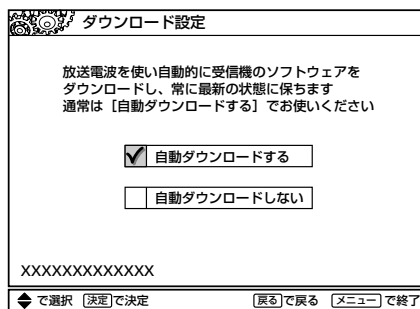 ダウンロード設定
放送電波を使い自動的に受信機のソフトウェアを
ダウンロードし、常に最新の状態に保ちます
通常は［自動ダウンロードする］でお使いください
自動ダウンロードする
自動ダウンロードしない
XXXXXXXXXXXXX
で選択 決定で決定 戻るで戻る メニューで終了